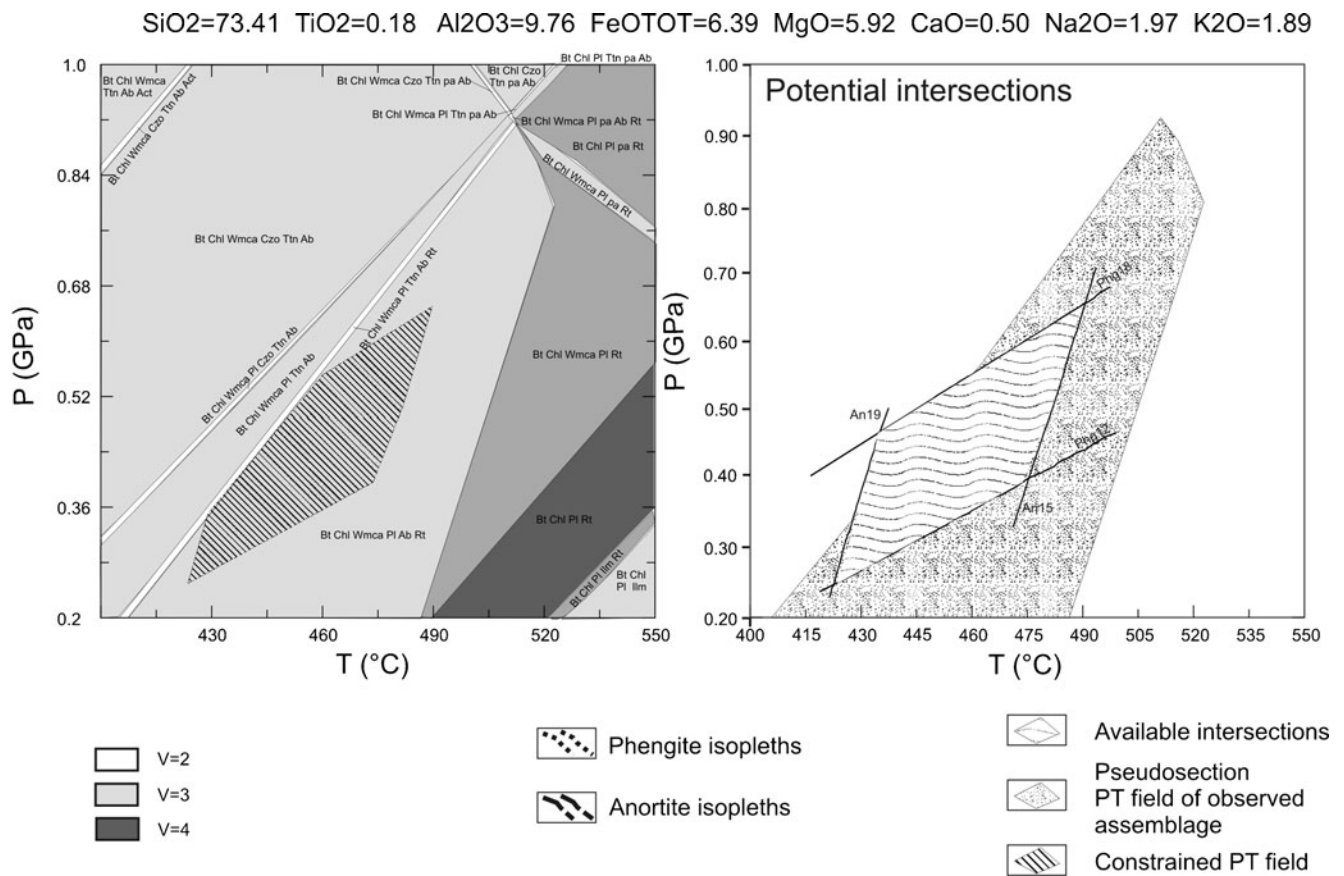 SiO2=73.41 TiO2=0.18 Al2O3=9.76 FeOTOT=6.39 MgO=5.92 CaO=0.50 Na2O=1.97 K2O=1.89
Bt Chl Wmca
Ttn Ab Act
Bt Chl Wmca Czo Ttn Ab Act
Bt Chl Wmca Czo Ttn pa Ab
Bt Chl Czo
Ttn pa Ab
Bt Chl Pl Ttn pa Ab
Bt Chl Wmca Pl Ttn pa Ab
Bt Chl Wmca Pl pa Ab Rt
Bt Chl Pl pa Rt
Bt Chl Wmca Pl pa Rt
Bt Chl Wmca Czo Ttn Ab
Bt Chl Wmca Pl Czo Ttn Ab
Bt Chl Wmca Pl Ttn Ab
Bt Chl Wmca Pl Ttn Ab Rt
Bt Chl Wmca Pl Rt
Bt Chl Wmca Pl Ab Rt
Bt Chl Pl Rt
Bt Chl Pl Ilm Rt
Bt Chl
Pl Ilm
1.0
0.84
0.68
0.52
0.36
0.2
P (GPa)
430 460 490 520 550
T (°C)
Potential intersections
1.00
0.90
0.80
0.70
0.60
0.50
0.40
0.30
0.20
P (GPa)
Png18
An19
Png12
An15
400 415 430 445 460 475 490 505 520 535 550
T (°C)
V=2
V=3
V=4
Phengite isopleths
Anortite isopleths
Available intersections
Pseudosection
PT field of observed
assemblage
Constrained PT field